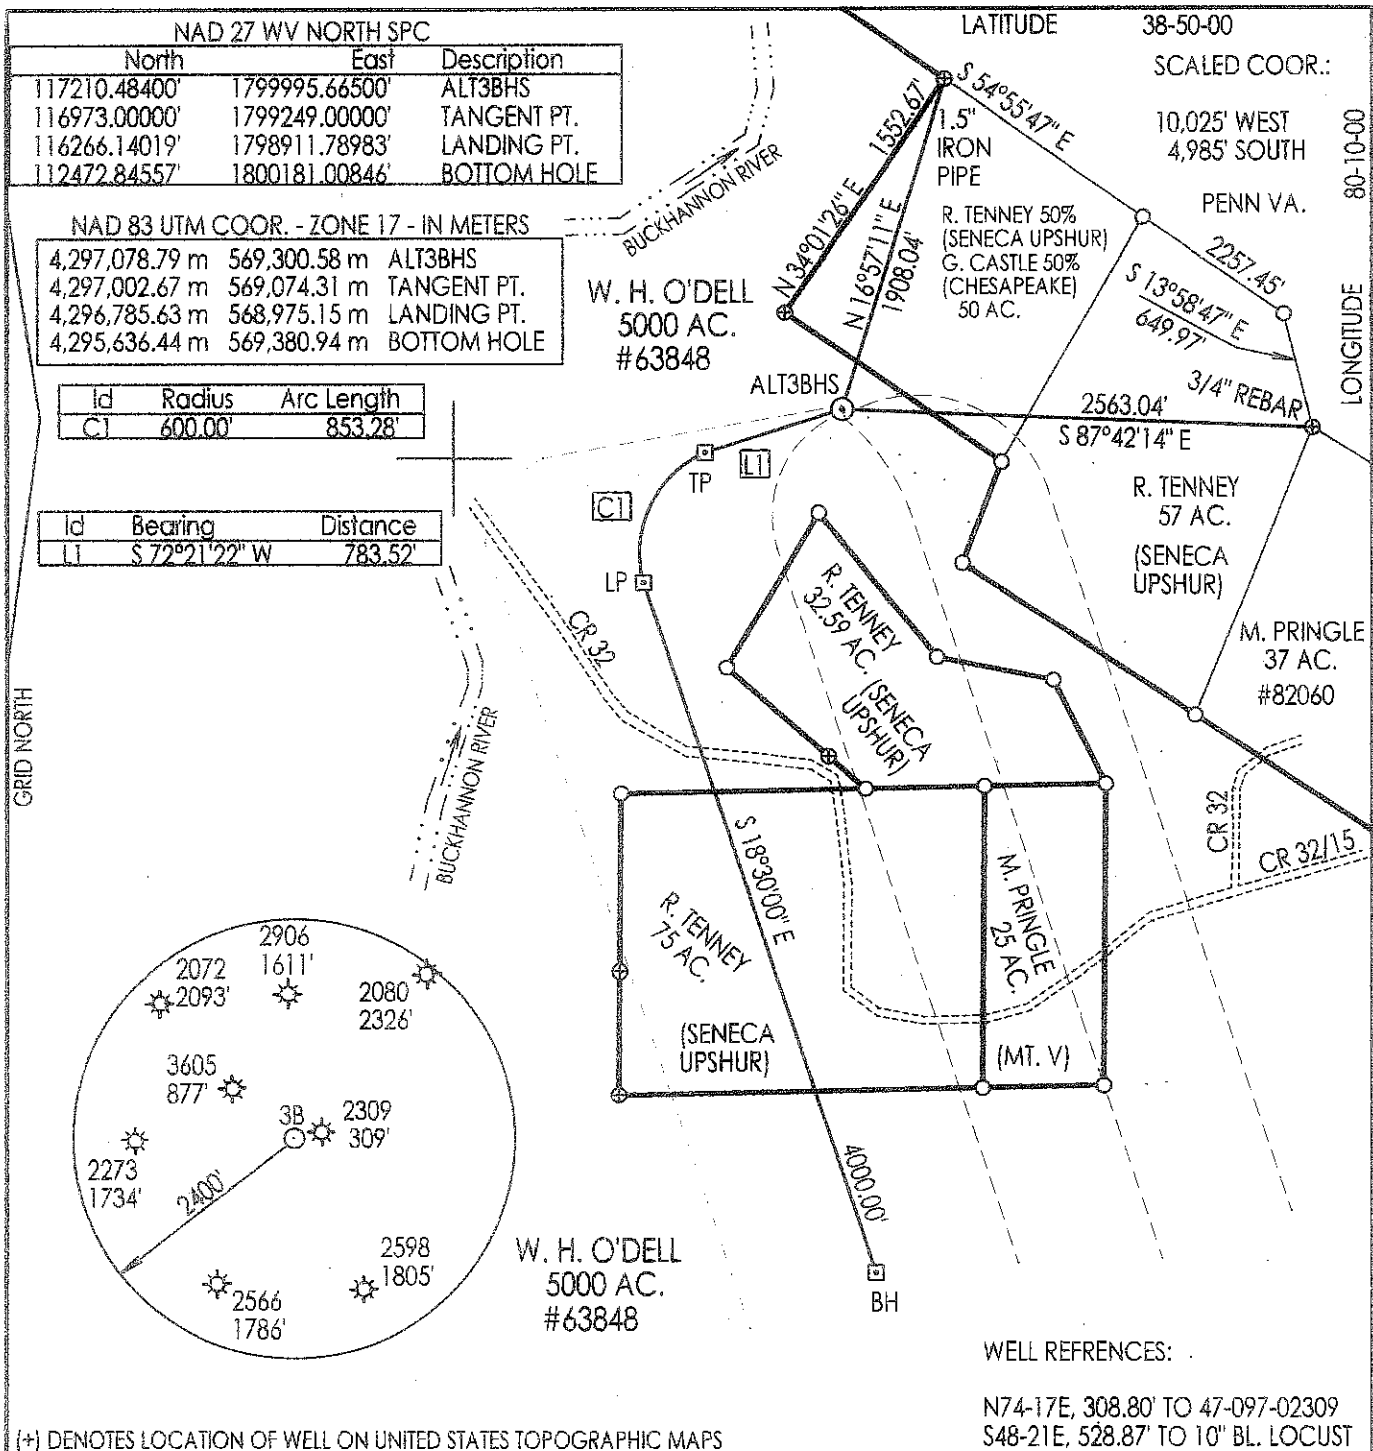 NAD 27 WV NORTH SPC
North East Description
117210.48400' 1799995.66500' ALT3BHS
116973.00000' 1799249.00000' TANGENT PT.
116266.14019' 1798911.78983' LANDING PT.
112472.84557' 1800181.00846' BOTTOM HOLE
NAD 83 UTM COOR. - ZONE 17 - IN METERS
4,297,078.79 m 569,300.58 m ALT3BHS
4,297,002.67 m 569,074.31 m TANGENT PT.
4,296,785.63 m 568,975.15 m LANDING PT.
4,295,636.44 m 569,380.94 m BOTTOM HOLE
Id Radius Arc Length
C1 600.00' 853.28'
Id Bearing Distance
L1 S 72°21'22" W 783.52'
LATITUDE 38-50-00
SCALED COOR.:
10,025' WEST
4,985' SOUTH
PENN VA.
80-10-00
LONGITUDE
BUCKHANNON RIVER
S 54°55'47" E
2257.45'
1552.67'
N 34°01'26" E
N 16°57'11" E
1908.04'
1.5"
IRON
PIPE
R. TENNEY 50%
(SENECA UPSHUR)
G. CASTLE 50%
(CHESAPEAKE)
50 AC.
S 13°58'47" E
649.97'
3/4" REBAR
W. H. O'DELL
5000 AC.
#63848
ALT3BHS
2563.04'
S 87°42'14" E
TP
L1
C1
LP
R. TENNEY
57 AC.
(SENECA
UPSHUR)
CR 32
R. TENNEY
32.59 AC.
(SENECA
UPSHUR)
M. PRINGLE
37 AC.
#82060
GRID NORTH
BUCKHANNON RIVER
S 18°30'00" E
CR 32
CR 32/15
R. TENNEY
75 AC.
(SENECA
UPSHUR)
M. PRINGLE
25 AC.
(MT. V)
4000.00'
BH
2906
1611'
2072
2093'
2080
2326'
3605
877'
3B
2309
309'
2273
1734'
2400'
2598
1805'
2566
1786'
W. H. O'DELL
5000 AC.
#63848
WELL REFRENCES:
N74-17E, 308.80' TO 47-097-02309
S48-21E, 528.87' TO 10" BL. LOCUST
(+) DENOTES LOCATION OF WELL ON UNITED STATES TOPOGRAPHIC MAPS